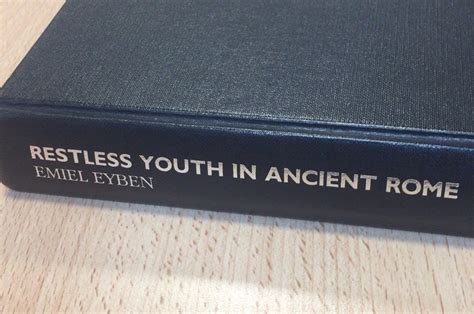 RESTLESS YOUTH IN ANCIENT ROME
EMIEL EYBEN